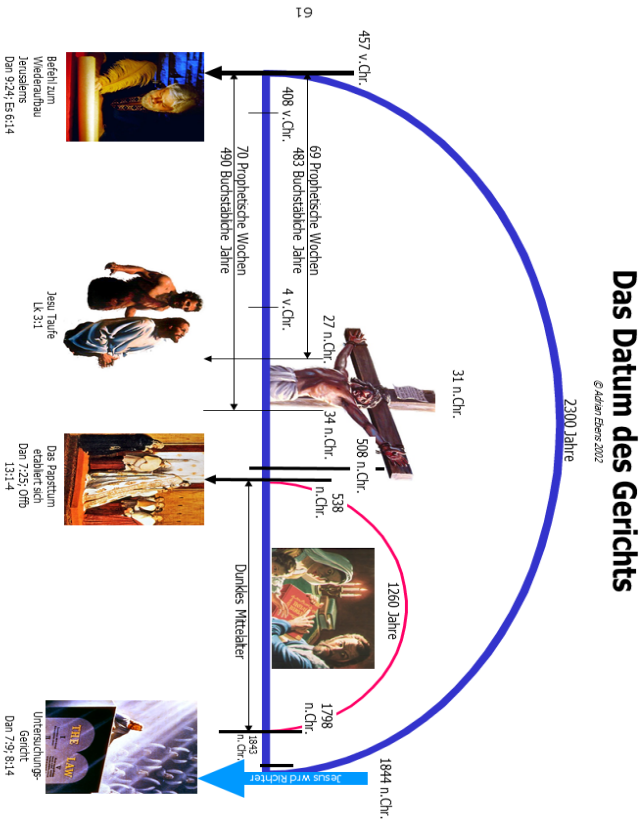 Das Datum des Gerichts
© Adrian Ebens 2002
2300 Jahre
457 v.Chr.
408 v.Chr.
69 Prophetische Wochen
483 Buchstäbliche Jahre
70 Prophetische Wochen
490 Buchstäbliche Jahre
4 v.Chr.
27 n.Chr.
31 n.Chr.
34 n.Chr.
508 n.Chr.
538
n.Chr.
1260 Jahre
Dunkles Mittelalter
1798
n.Chr.
1843
n. Chr.
1844 n.Chr.
Jesus wrd Richter
Befehl zum
Wiederaufbau
Jerusalems
Dan 9:24; Es 6:14
Jesu Taufe
Lk 3:1
Das Papsttum
etabliert sich
Dan 7:25; Offb
13:1-4
THE
LAW
Untersuchungs-
Gericht
Dan 7:9; 8:14
61